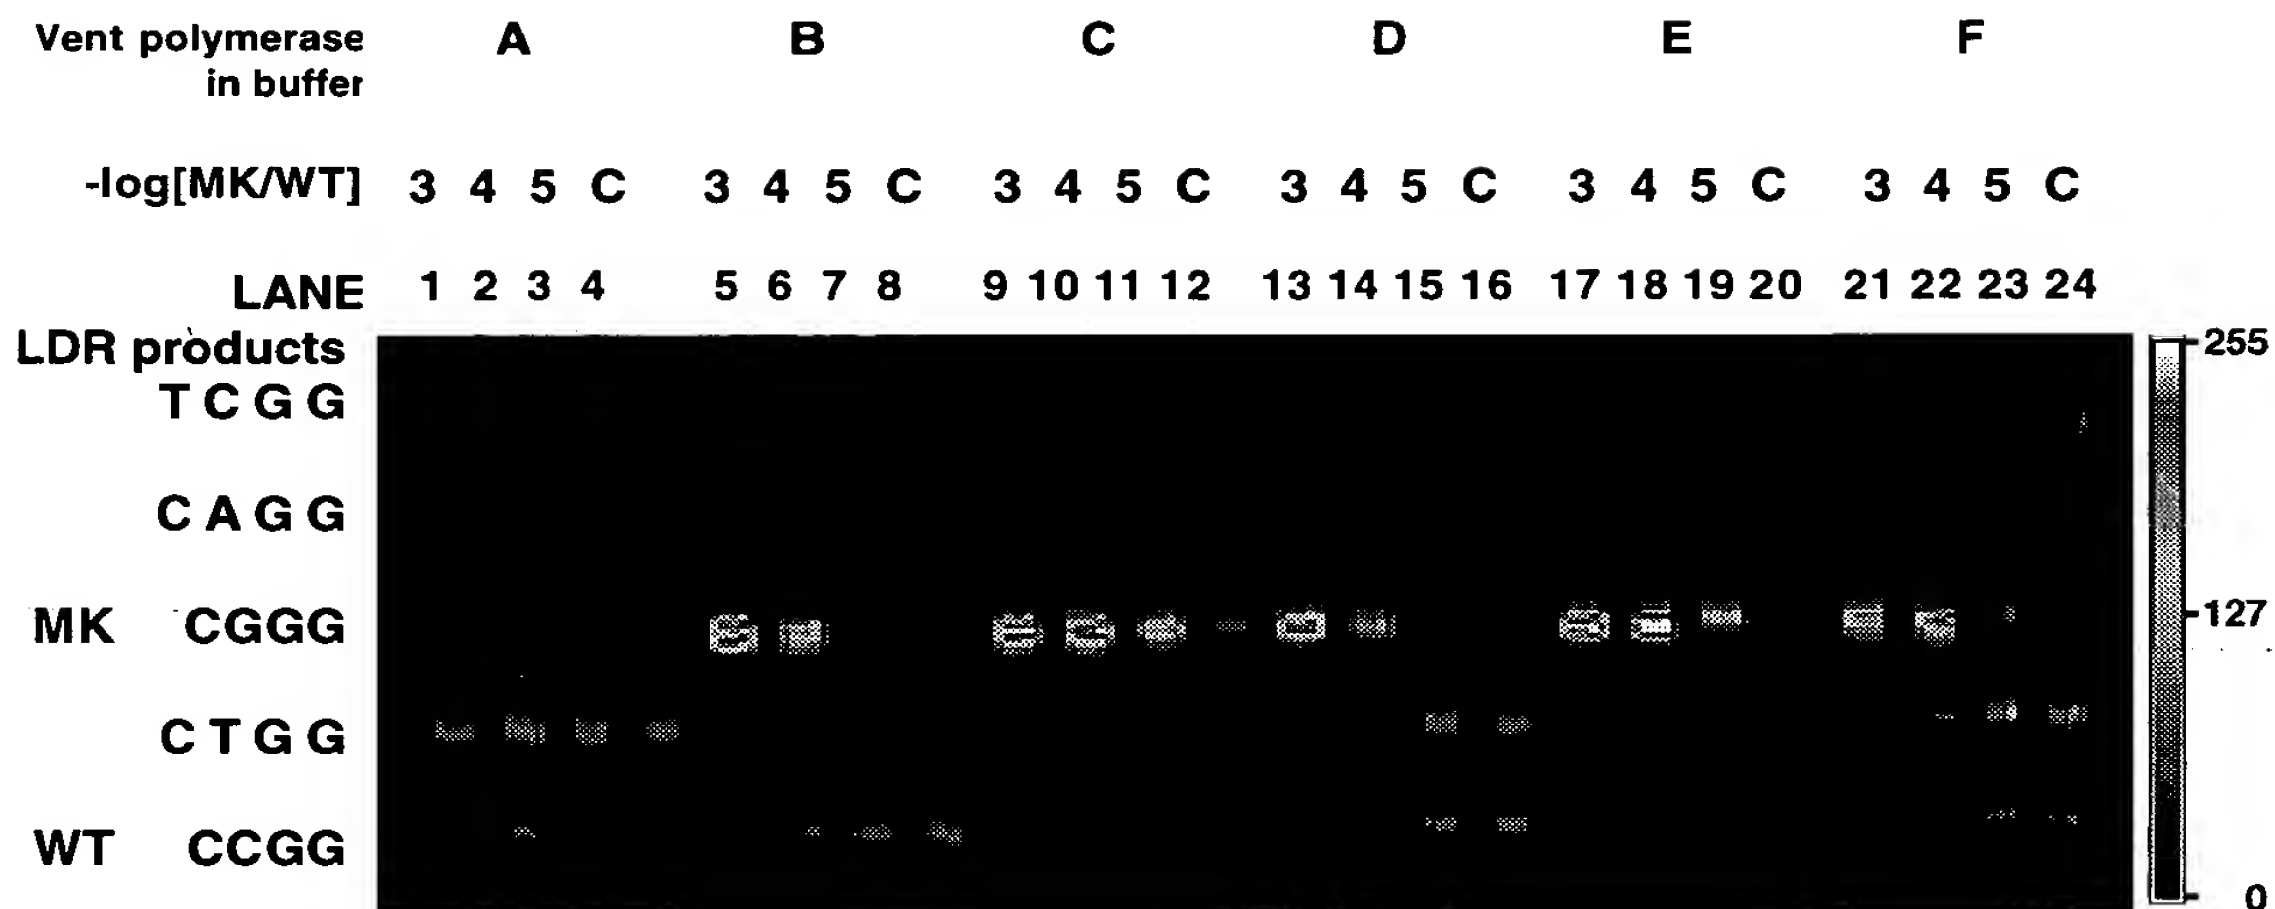 Vent polymerase in buffer A B C D E F
-log[MK/WT] 3 4 5 C 3 4 5 C 3 4 5 C 3 4 5 C 3 4 5 C 3 4 5 C
LANE 1 2 3 4 5 6 7 8 9 10 11 12 13 14 15 16 17 18 19 20 21 22 23 24
LDR products
255
T C G G
C A G G
MK CGGG
127
C T G G
WT CCGG
0